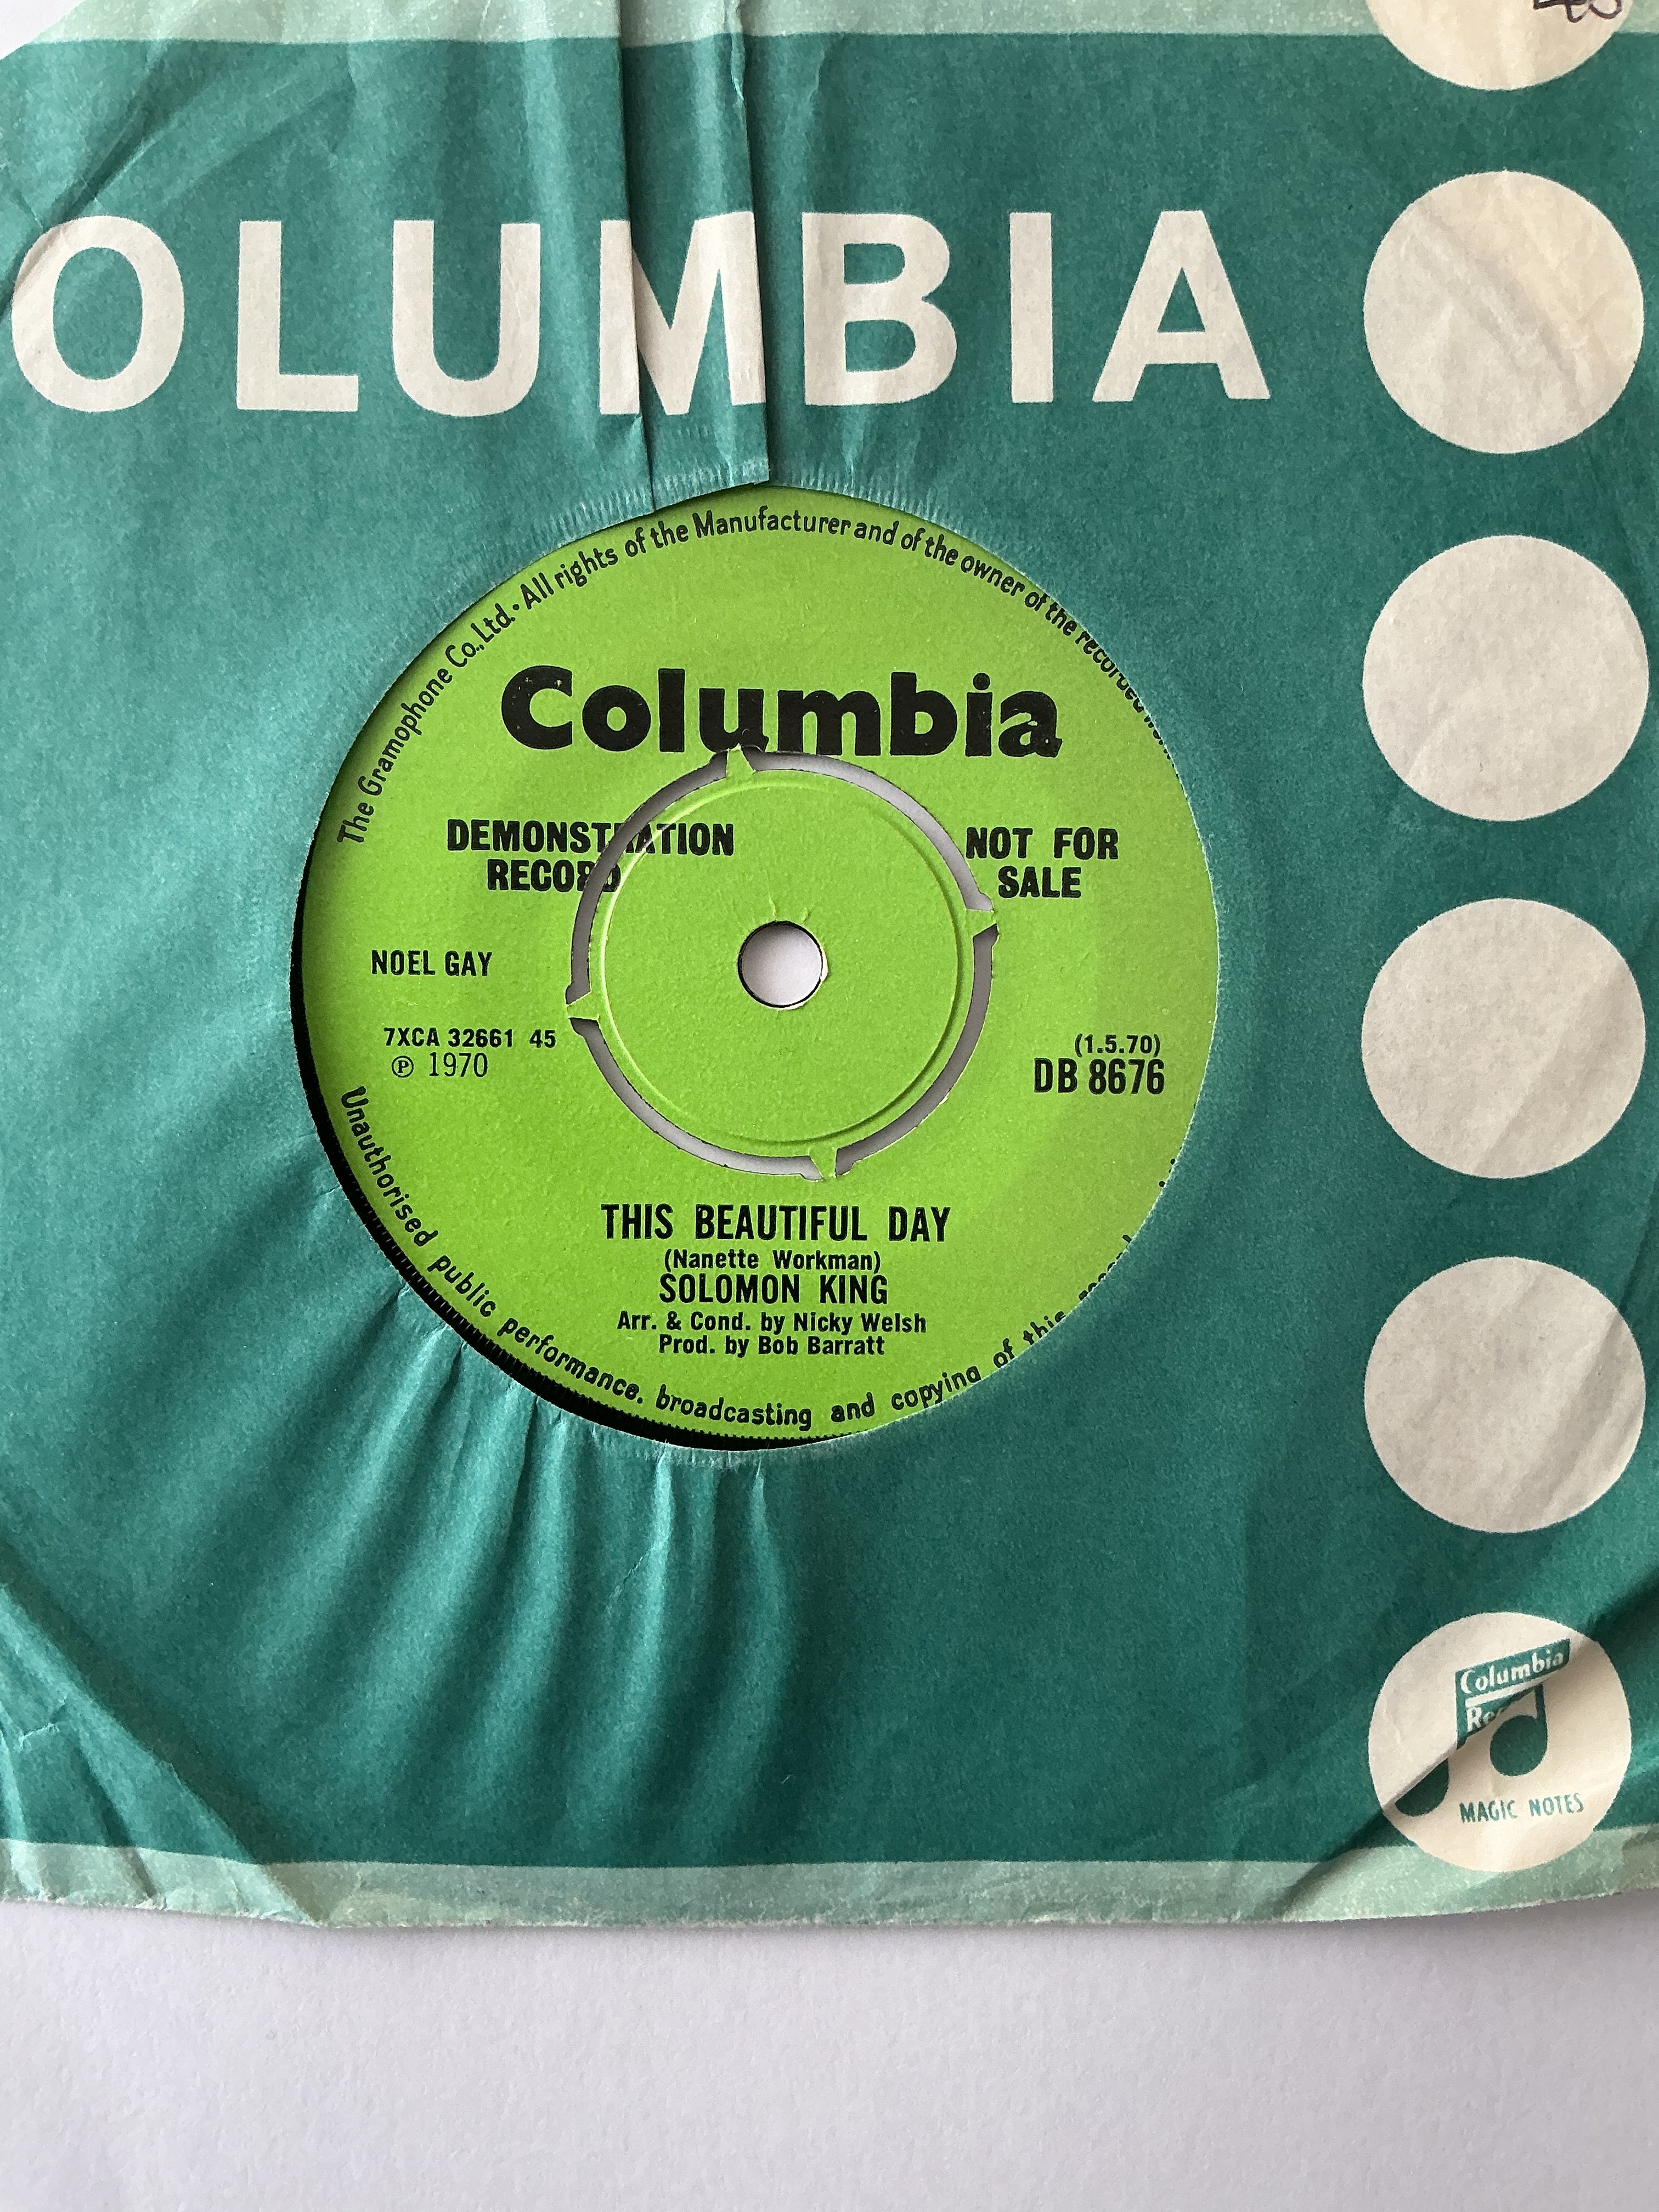 OLUMBIA
The Gramophone Co., Ltd. • All rights of the Manufacturer and of the owner of the recorded
Columbia
DEMONSTRATION
RECORD
NOT FOR
SALE
NOEL GAY
7XCA 32661 45
℗ 1970
(1.5.70)
DB 8676
THIS BEAUTIFUL DAY
(Nanette Workman)
SOLOMON KING
Arr. & Cond. by Nicky Welsh
Prod. by Bob Barratt
Unauthorised public performance. broadcasting and copying of this
Columbia
MAGIC NOTES